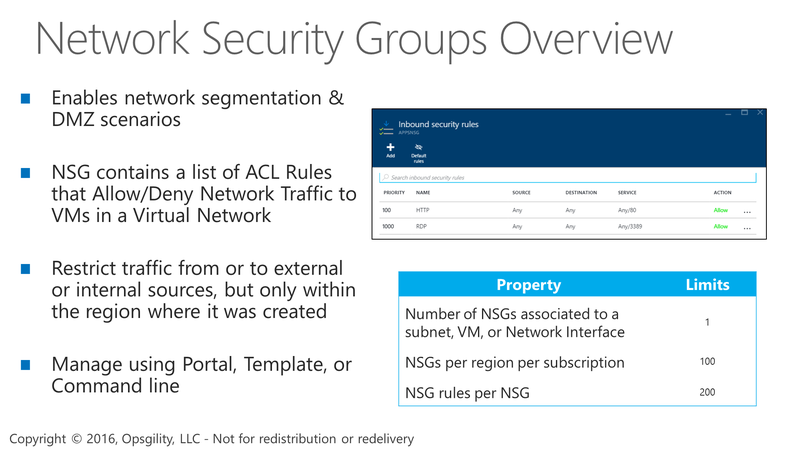 Network Security Groups Overview
Enables network segmentation &
DMZ scenarios
NSG contains a list of ACL Rules
that Allow/Deny Network Traffic to
VMs in a Virtual Network
Restrict traffic from or to external
or internal sources, but only within
the region where it was created
Manage using Portal, Template, or
Command line
Inbound security rules
Add
Default
rules
Search inbound security rules
PRIORITY NAME SOURCE DESTINATION SERVICE ACTION
100 HTTP Any Any Any/80 Allow ...
1000 RDP Any Any Any/3389 Allow ...
Property Limits
Number of NSGs associated to a
subnet, VM, or Network Interface 1
NSGs per region per subscription 100
NSG rules per NSG 200
Copyright © 2016, Opsgility, LLC - Not for redistribution or redelivery